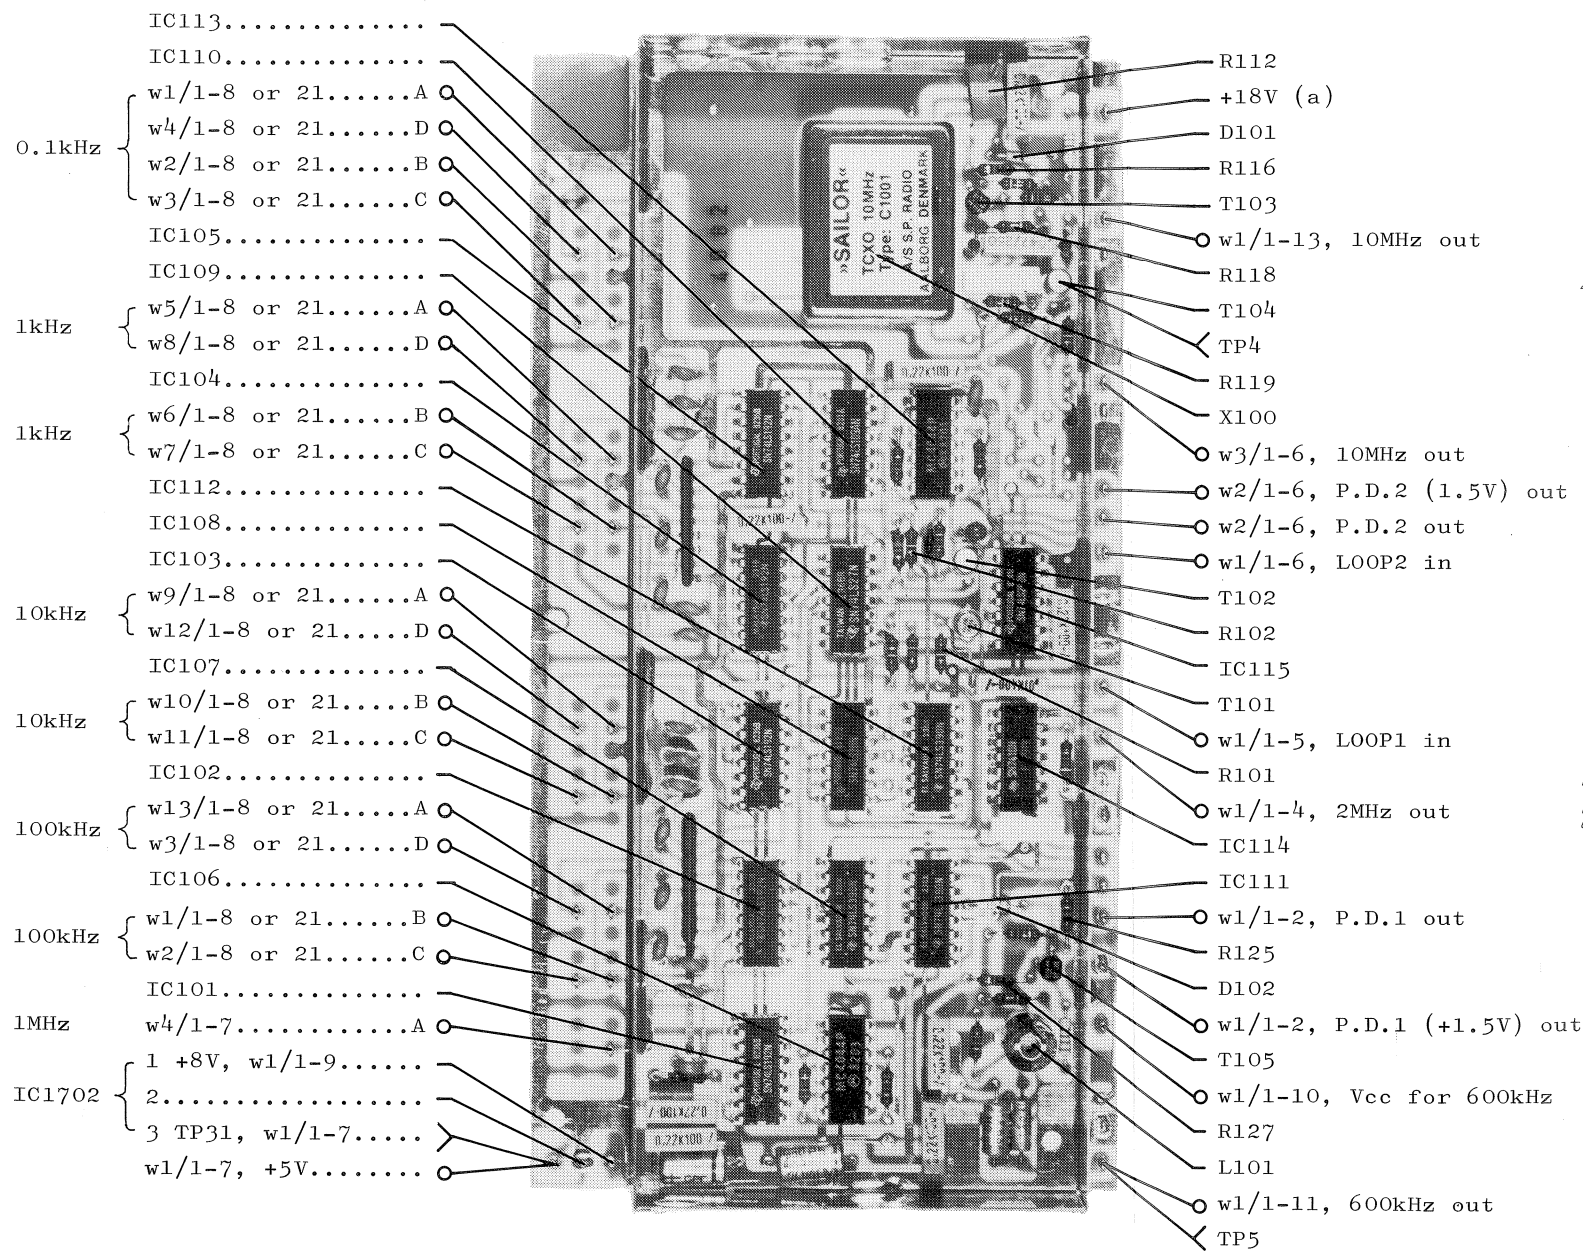 IC113..............
IC110..............
0.1kHz
w1/1-8 or 21......A
w4/1-8 or 21......D
w2/1-8 or 21......B
w3/1-8 or 21......C
IC105..............
IC109..............
1kHz
w5/1-8 or 21......A
w8/1-8 or 21......D
IC104..............
1kHz
w6/1-8 or 21......B
w7/1-8 or 21......C
IC112..............
IC108..............
IC103..............
10kHz
w9/1-8 or 21......A
w12/1-8 or 21.....D
IC107..............
10kHz
w10/1-8 or 21.....B
w11/1-8 or 21.....C
IC102..............
100kHz
w13/1-8 or 21.....A
w3/1-8 or 21......D
IC106..............
100kHz
w1/1-8 or 21......B
w2/1-8 or 21......C
IC101..............
1MHz
w4/1-7............A
IC1702
1 +8V, w1/1-9......
2..................
3 TP31, w1/1-7.....
w1/1-7, +5V........
»SAILOR«
TCXO 10MHz
Type: C1001
A/S S.P. RADIO
AALBORG DENMARK
0.22K100-/
0.22K100-/
0.22K100-/
0.22K100-/
R112
+18V (a)
D101
R116
T103
w1/1-13, 10MHz out
R118
T104
TP4
R119
X100
w3/1-6, 10MHz out
w2/1-6, P.D.2 (1.5V) out
w2/1-6, P.D.2 out
w1/1-6, LOOP2 in
T102
R102
IC115
T101
w1/1-5, LOOP1 in
R101
w1/1-4, 2MHz out
IC114
IC111
w1/1-2, P.D.1 out
R125
D102
w1/1-2, P.D.1 (+1.5V) out
T105
w1/1-10, Vcc for 600kHz
R127
L101
w1/1-11, 600kHz out
TP5